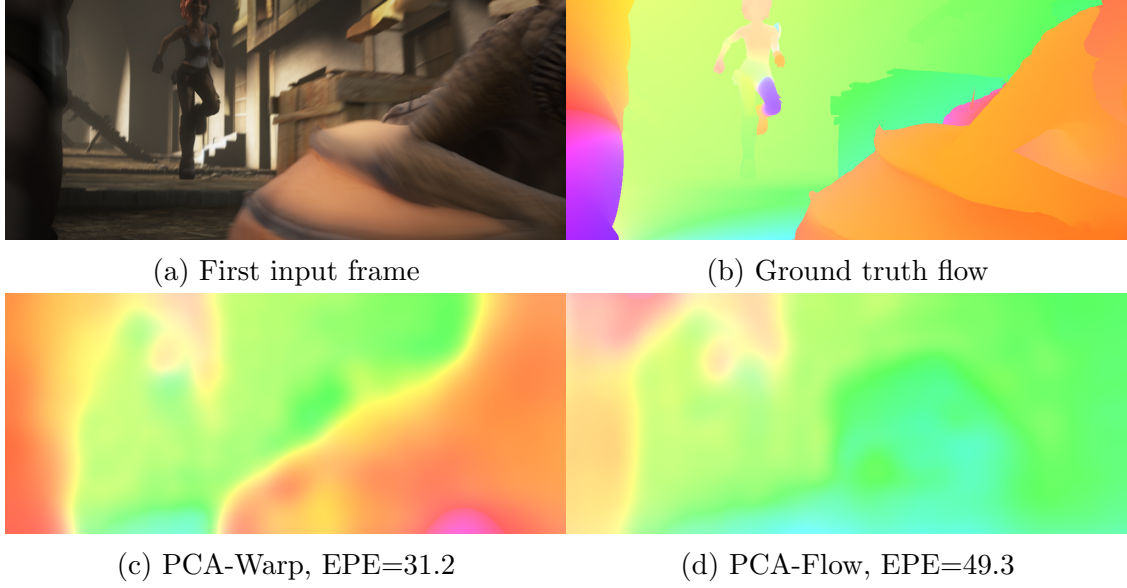 (a) First input frame
(b) Ground truth flow
(c) PCA-Warp, EPE=31.2
(d) PCA-Flow, EPE=49.3